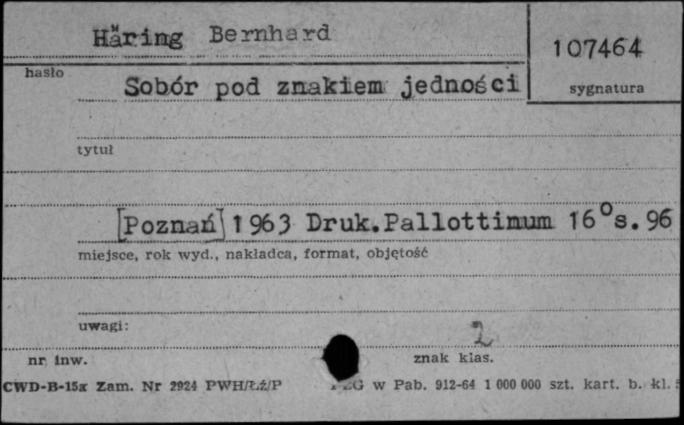 Häring Bernhard
107464
hasło
Sobór pod znakiem jedności
sygnatura
tytuł
[Poznań] 1963 Druk.Pallottinum 16° s. 96
miejsce, rok wyd., nakładca, format, objętość
uwagi:
2
nr inw.
znak klas.
CWD-B-15x Zam. Nr 2924 PWH/Łź/P w Pab. 912-64 1 000 000 szt. kart. b. kl.